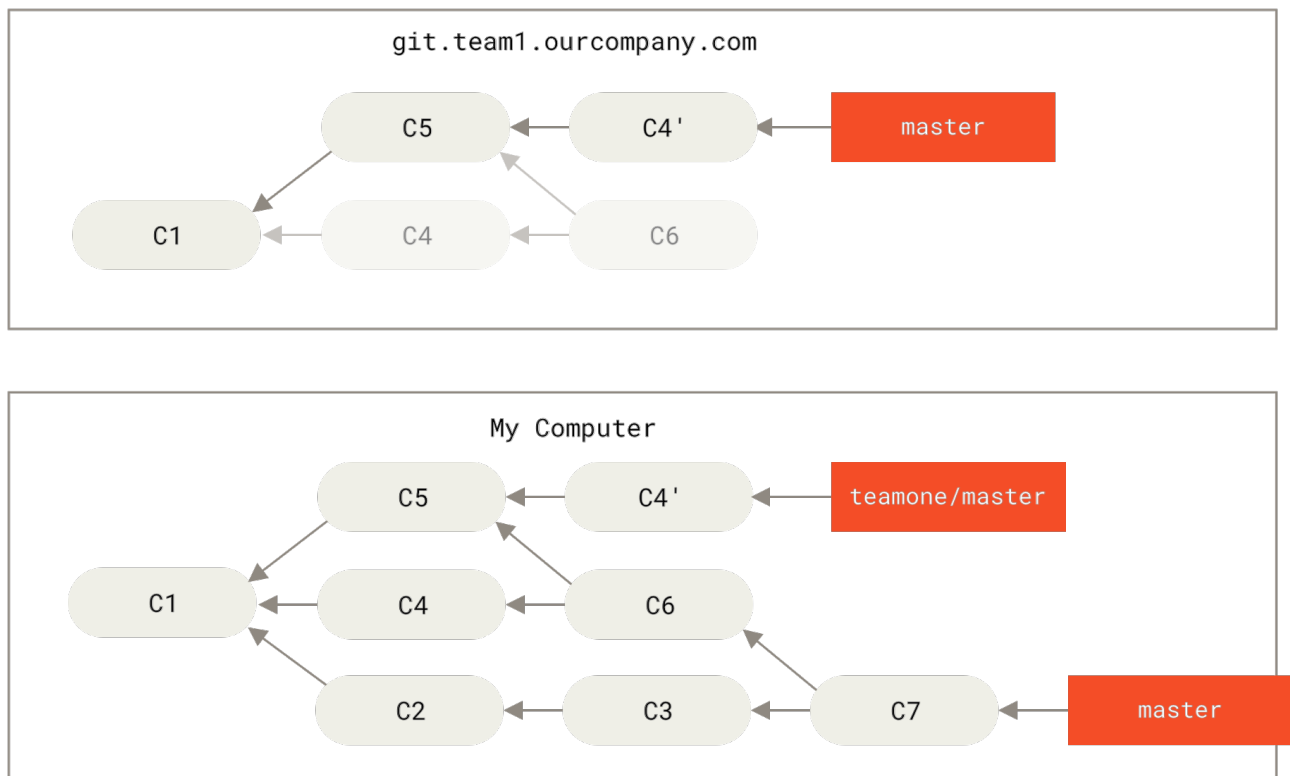 git.team1.ourcompany.com
C5 C4' master
C1 C4 C6
My Computer
C5 C4' teamone/master
C1 C4 C6
C2 C3 C7 master